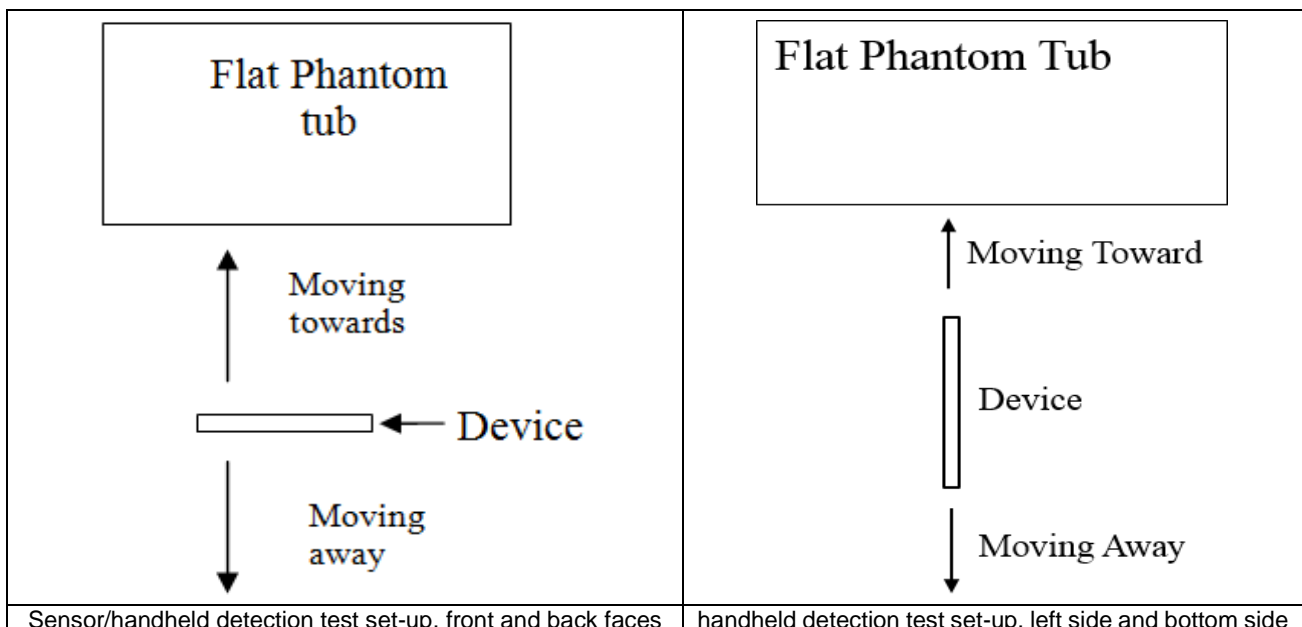 Flat Phantom
tub
Moving
towards
Device
Moving
away
Sensor/handheld detection test set-up, front and back faces
Flat Phantom Tub
Moving Toward
Device
Moving Away
handheld detection test set-up, left side and bottom side